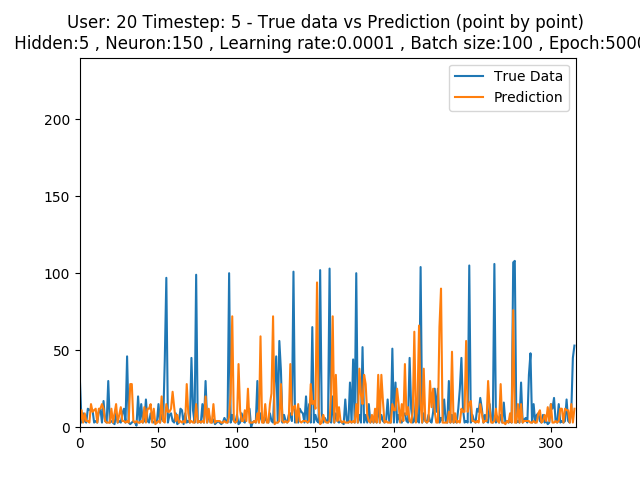 User: 20 Timestep: 5 - True data vs Prediction (point by point)
Hidden:5 , Neuron:150 , Learning rate:0.0001 , Batch size:100 , Epoch:5000
True Data
Prediction
200
150
100
50
0
0 50 100 150 200 250 300